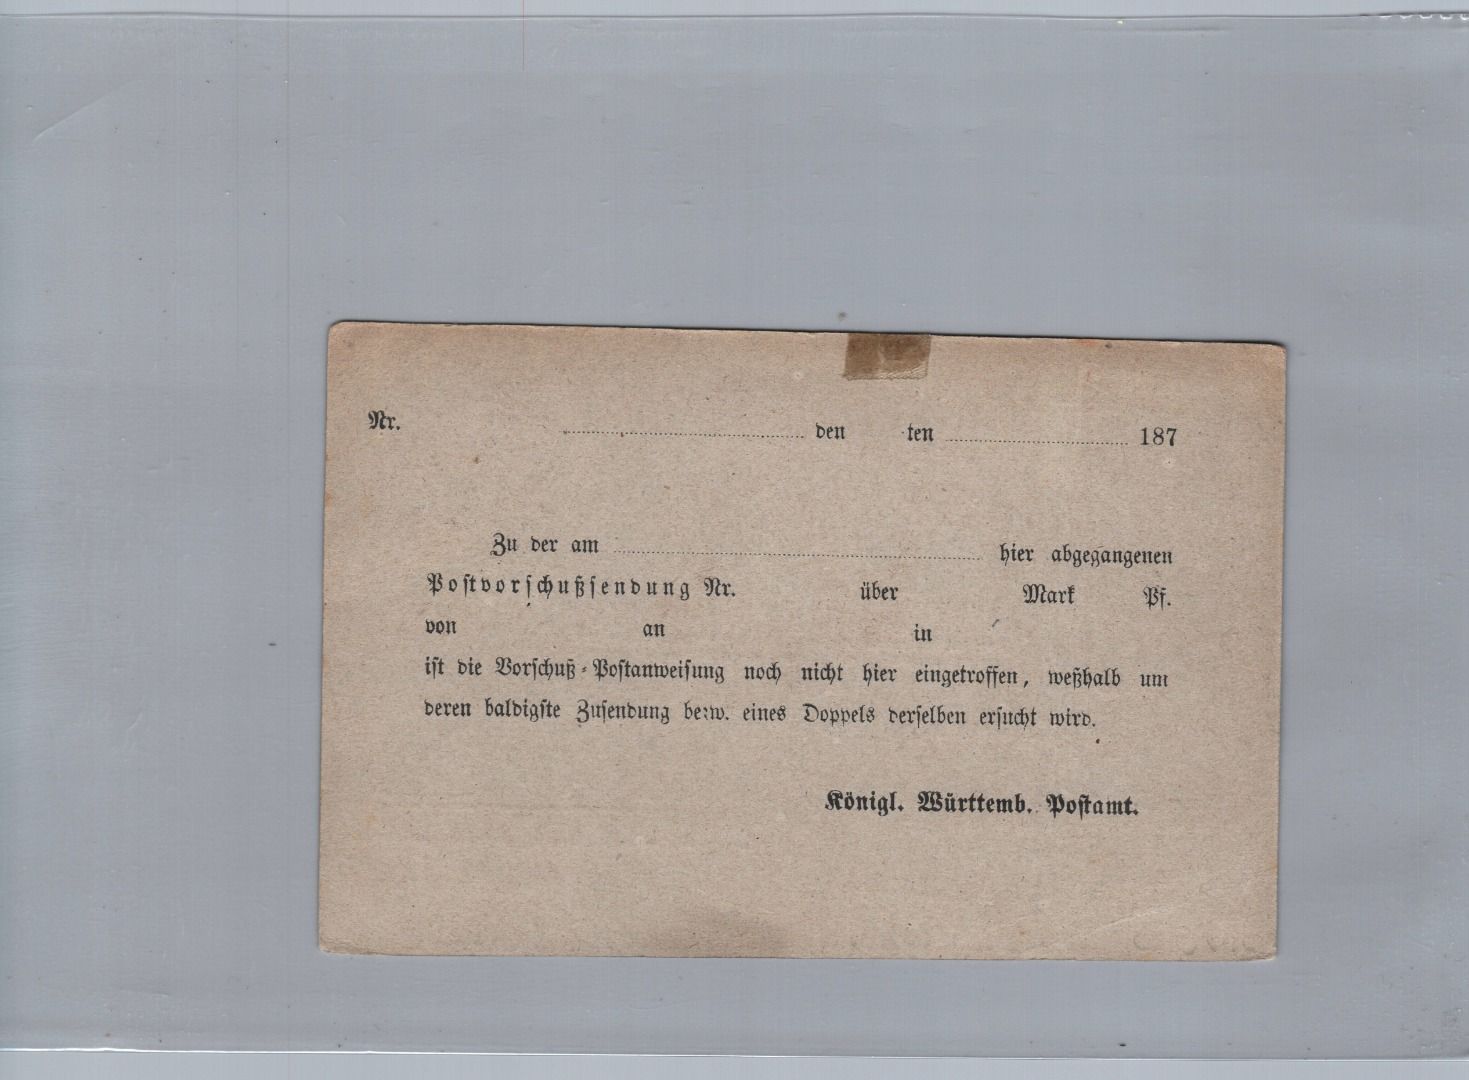 Nr. den ten 187
Zu der am hier abgegangenen
Postvorschußsendung Nr. über Mark Pf.
von an in
ist die Vorschuß-Postanweisung noch nicht hier eingetroffen, weßhalb um
deren baldigste Zusendung bezw. eines Doppels derselben ersucht wird.
Königl. Württemb. Postamt.